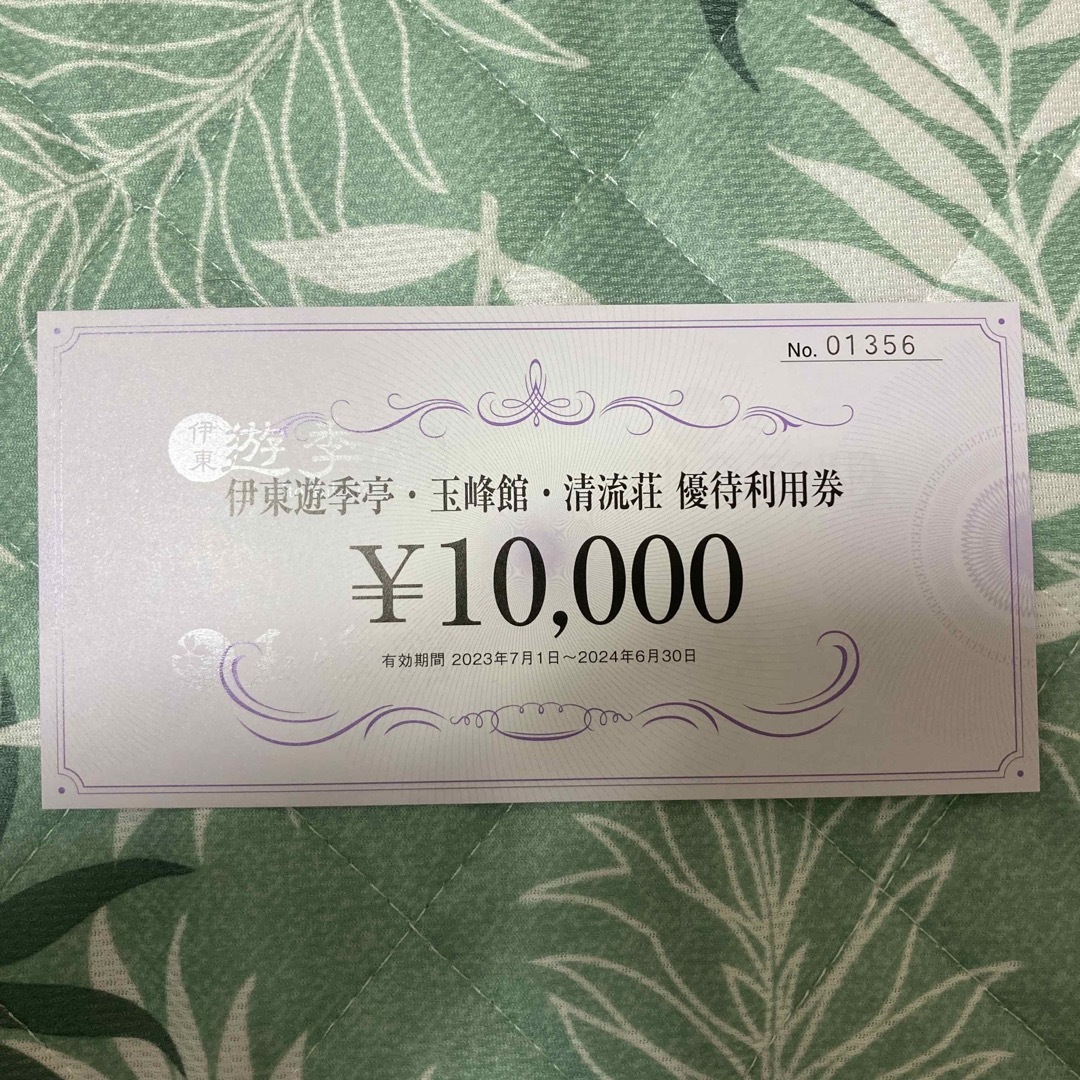 No. 01356
伊東
遊季
伊東遊季亭・玉峰館・清流荘 優待利用券
¥10,000
有効期間 2023年7月1日～2024年6月30日